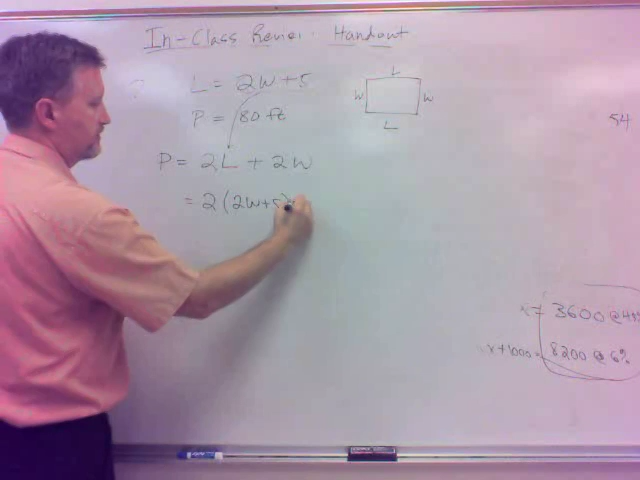 In-Class Review: Handout
?
L = 2W + 5
P = 80 ft
L
W W
L
54
P = 2L + 2W
= 2(2W+5)
x = 3600 @ 4
x+1000 = 8200 @ 6%